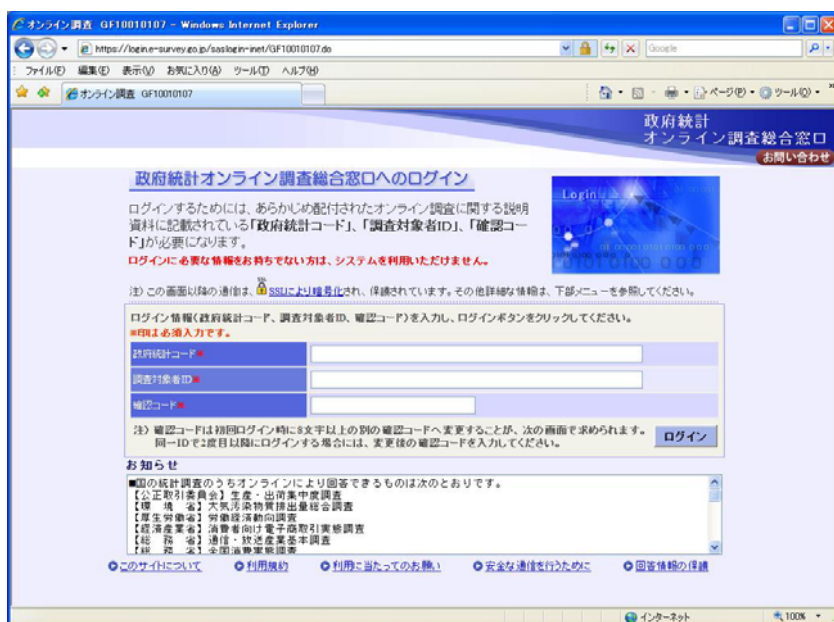 オンライン調査 GF10010107 - Windows Internet Explorer
https://login.e-survey.go.jp/saslogin-inet/GF10010107.do
Google
ファイル(F) 編集(E) 表示(V) お気に入り(A) ツール(T) ヘルプ(H)
オンライン調査 GF10010107
ページ(P) ツール(O)
政府統計
オンライン調査総合窓口
お問い合わせ
政府統計オンライン調査総合窓口へのログイン
Login
ログインするためには、あらかじめ配付されたオンライン調査に関する説明
資料に記載されている「政府統計コード」、「調査対象者ID」、「確認コー
ド」が必要になります。
ログインに必要な情報をお持ちでない方は、システムを利用いただけません。
注)この画面以降の通信は、SSLにより暗号化され、保護されています。その他詳細な情報は、下部メニューを参照してください。
ログイン情報(政府統計コード、調査対象者ID、確認コード)を入力し、ログインボタンをクリックしてください。
※印は必須入力です。
政府統計コード※
調査対象者ID※
確認コード※
注) 確認コードは初回ログイン時に8文字以上の別の確認コードへ変更することが、次の画面で求められます。
同一IDで2度目以降にログインする場合には、変更後の確認コードを入力してください。
ログイン
お知らせ
■国の統計調査のうちオンラインにより回答できるものは次のとおりです。
【公正取引委員会】生産・出荷集中度調査
【環 境 省】大気汚染物質排出量総合調査
【厚生労働省】労働経済動向調査
【経済産業省】消費者向け電子商取引実態調査
【総 務 省】通信・放送産業基本調査
【総 務 省】全国消費実態調査
このサイトについて 利用規約 利用に当たってのお願い 安全な通信を行うために 回答情報の保護
インターネット 100%